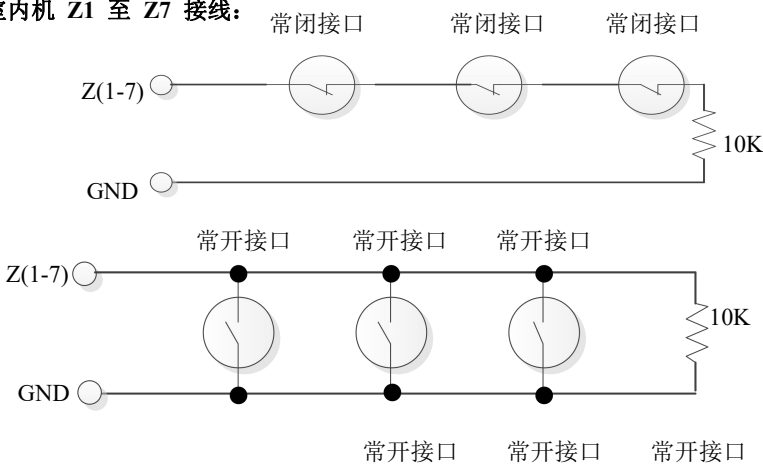 室内机 Z1 至 Z7 接线：
常闭接口 常闭接口 常闭接口
Z(1-7)
10K
GND
常开接口 常开接口 常开接口
Z(1-7)
10K
GND
常开接口 常开接口 常开接口